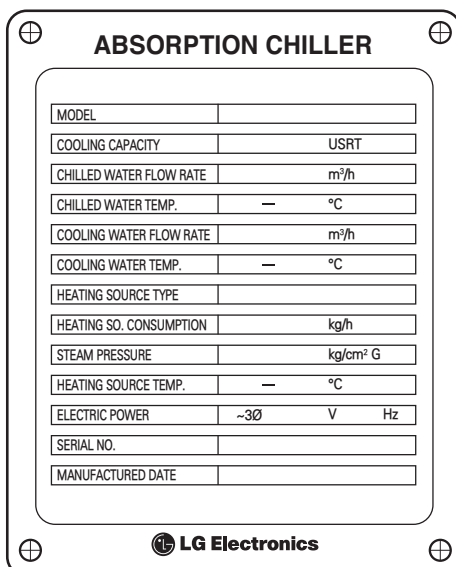 ABSORPTION CHILLER
MODEL
COOLING CAPACITY USRT
CHILLED WATER FLOW RATE m³/h
CHILLED WATER TEMP. — °C
COOLING WATER FLOW RATE m³/h
COOLING WATER TEMP. — °C
HEATING SOURCE TYPE
HEATING SO. CONSUMPTION kg/h
STEAM PRESSURE kg/cm² G
HEATING SOURCE TEMP. — °C
ELECTRIC POWER ~3Ø V Hz
SERIAL NO.
MANUFACTURED DATE
LG Electronics